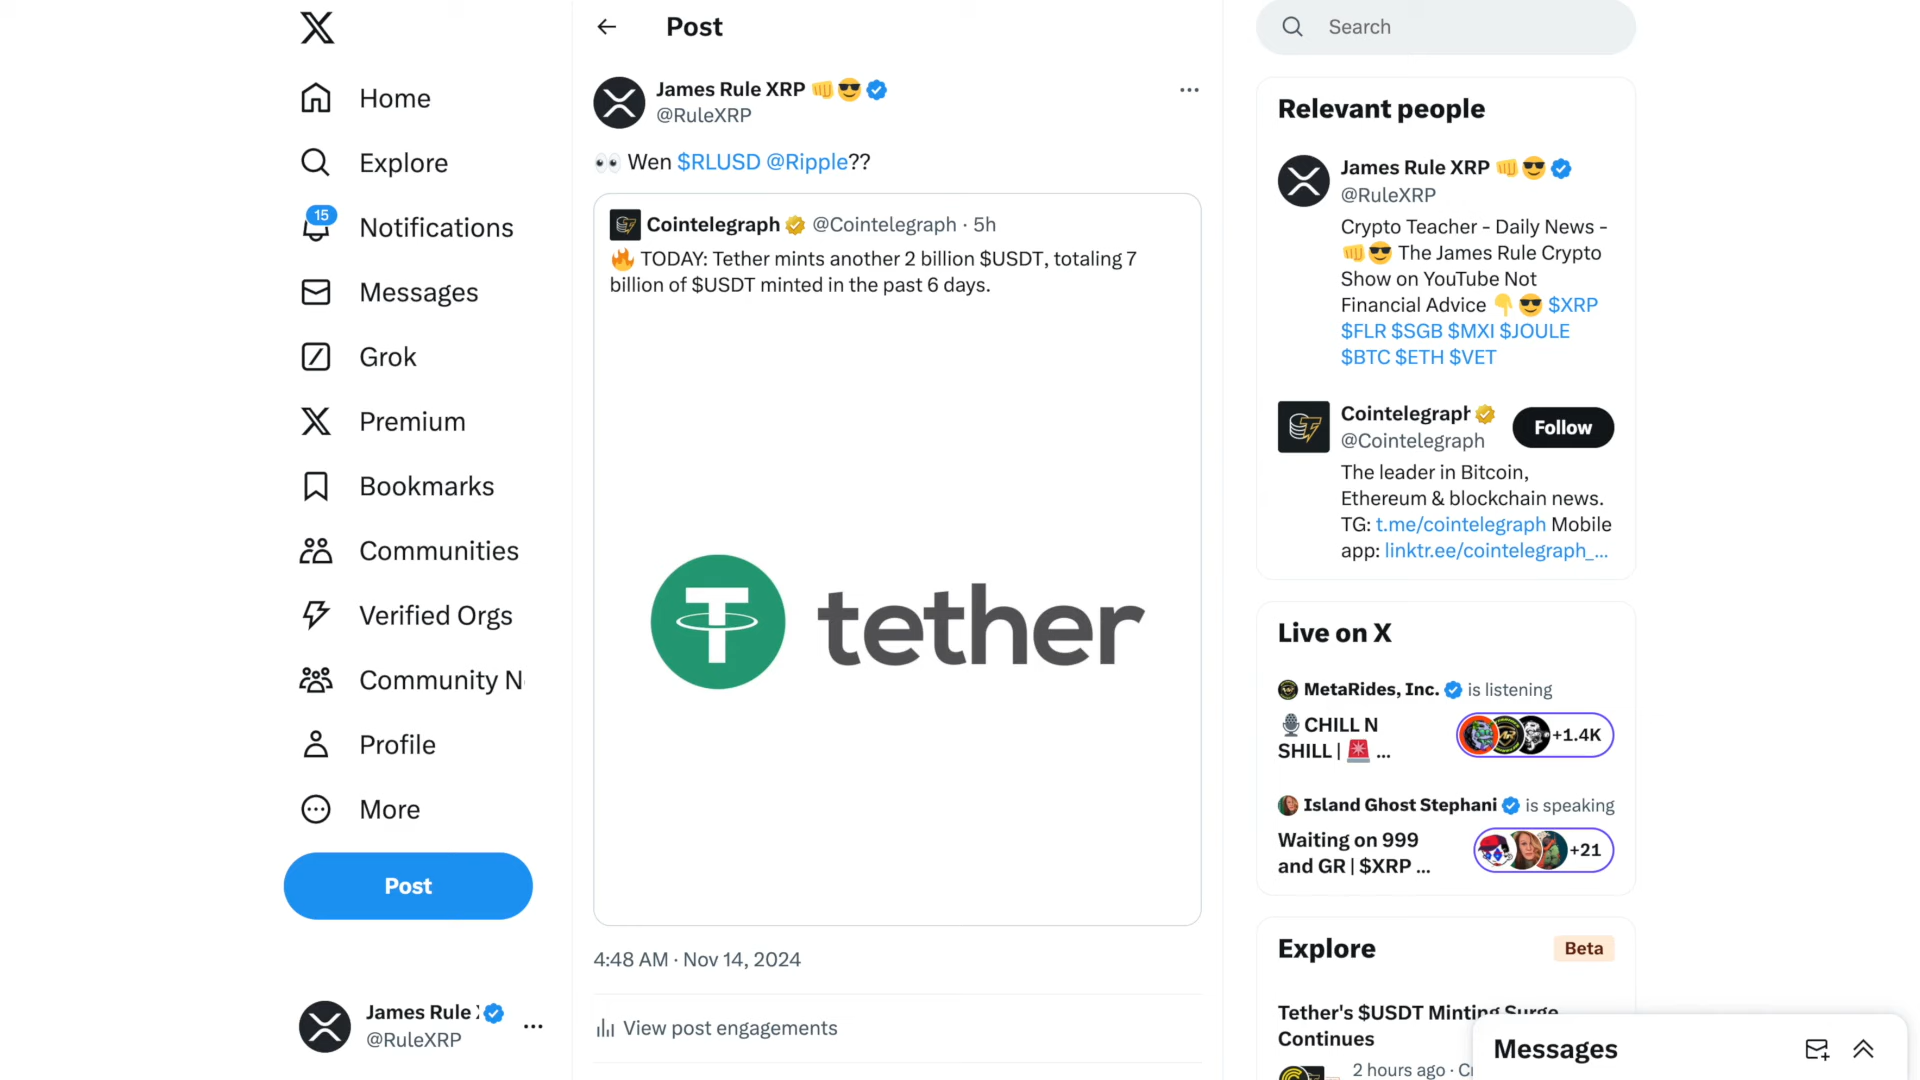 Home
Explore
15
Notifications
Messages
Grok
Premium
Bookmarks
Communities
Verified Orgs
Community N
Profile
More
Post
James Rule
@RuleXRP
Post
James Rule XRP 👊😎
@RuleXRP
👀 Wen $RLUSD @Ripple??
Cointelegraph @Cointelegraph · 5h
🔥 TODAY: Tether mints another 2 billion $USDT, totaling 7
billion of $USDT minted in the past 6 days.
tether
4:48 AM · Nov 14, 2024
View post engagements
Search
Relevant people
James Rule XRP 👊😎
@RuleXRP
Crypto Teacher - Daily News -
👊😎 The James Rule Crypto
Show on YouTube Not
Financial Advice 👇😎 $XRP
$FLR $SGB $MXI $JOULE
$BTC $ETH $VET
Cointelegraph
@Cointelegraph
Follow
The leader in Bitcoin,
Ethereum & blockchain news.
TG: t.me/cointelegraph Mobile
app: linktr.ee/cointelegraph_...
Live on X
MetaRides, Inc. is listening
🎙️CHILL N
SHILL | 🚨 ...
+1.4K
Island Ghost Stephani is speaking
Waiting on 999
and GR | $XRP ...
+21
Explore
Beta
Tether's $USDT Minting Surge
Continues
2 hours ago ·
Messages